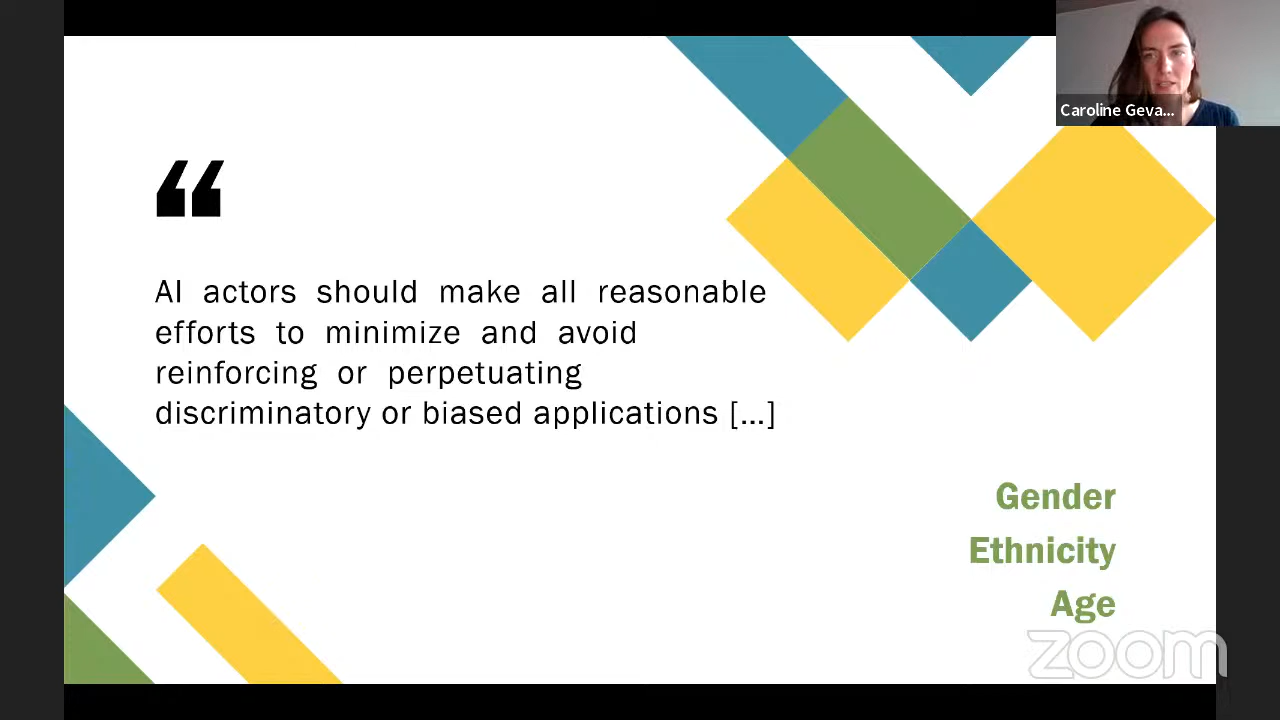 Caroline Geva...
“
AI actors should make all reasonable
efforts to minimize and avoid
reinforcing or perpetuating
discriminatory or biased applications [...]
Gender
Ethnicity
Age
zoom